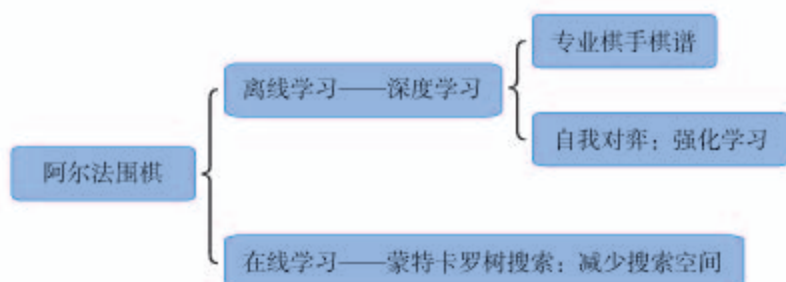 专业棋手棋谱
离线学习——深度学习
自我对弈：强化学习
阿尔法围棋
在线学习——蒙特卡罗树搜索：减少搜索空间